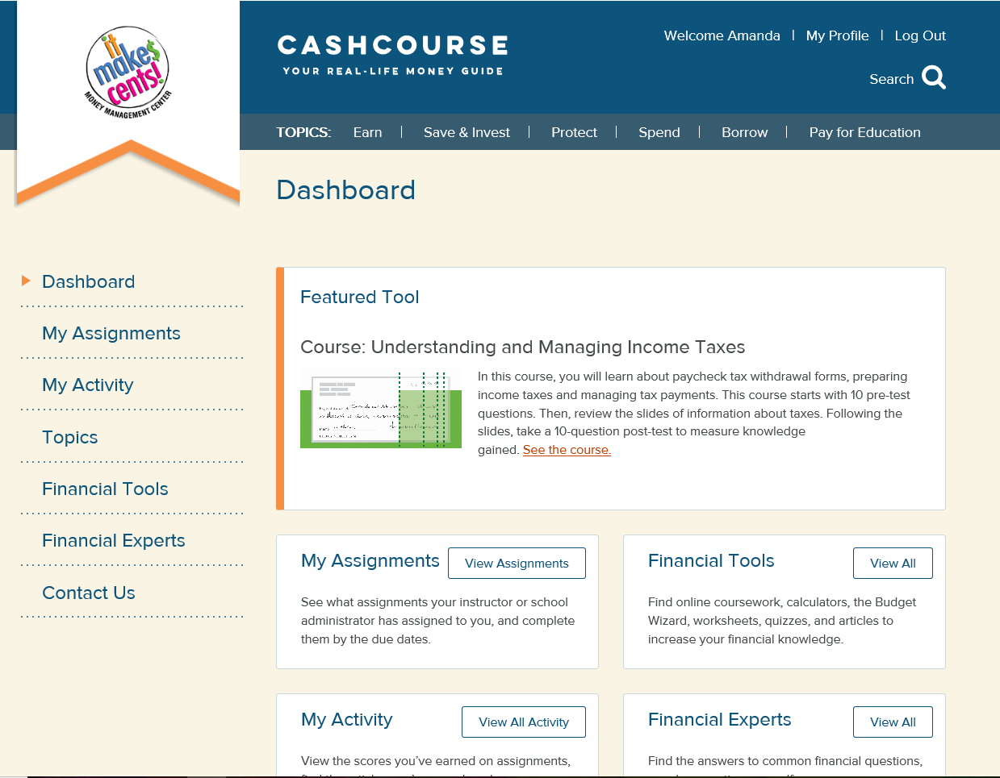 it
make$
cents!
MONEY MANAGEMENT CENTER
CASHCOURSE
YOUR REAL-LIFE MONEY GUIDE
Welcome Amanda | My Profile | Log Out
Search
TOPICS: Earn | Save & Invest | Protect | Spend | Borrow | Pay for Education
Dashboard
Dashboard
My Assignments
My Activity
Topics
Financial Tools
Financial Experts
Contact Us
Featured Tool
Course: Understanding and Managing Income Taxes
In this course, you will learn about paycheck tax withdrawal forms, preparing
income taxes and managing tax payments. This course starts with 10 pre-test
questions. Then, review the slides of information about taxes. Following the
slides, take a 10-question post-test to measure knowledge
gained. See the course.
My Assignments
View Assignments
See what assignments your instructor or school
administrator has assigned to you, and complete
them by the due dates.
Financial Tools
View All
Find online coursework, calculators, the Budget
Wizard, worksheets, quizzes, and articles to
increase your financial knowledge.
My Activity
View All Activity
View the scores you've earned on assignments,
Financial Experts
View All
Find the answers to common financial questions,